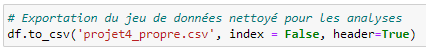 # Exportation du jeu de données nettoyé pour les analyses
df.to_csv('projet4_propre.csv', index = False, header=True)